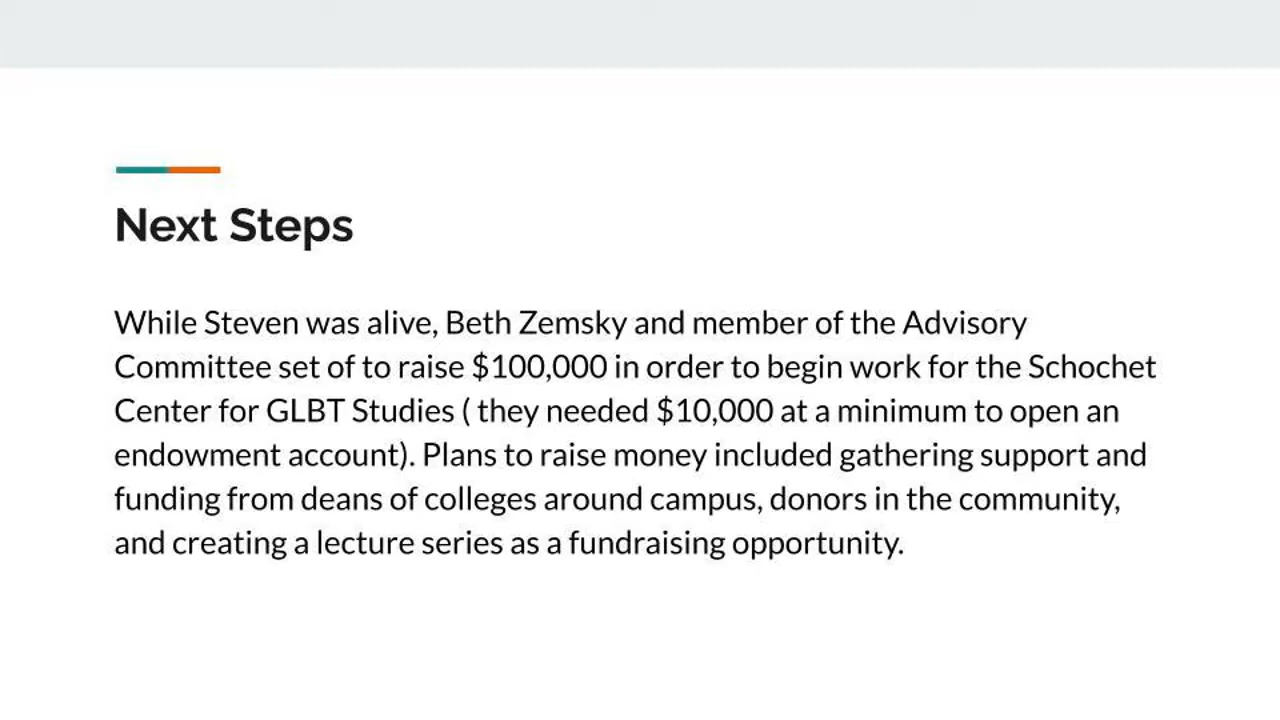 Next Steps
While Steven was alive, Beth Zemsky and member of the Advisory
Committee set of to raise $100,000 in order to begin work for the Schochet
Center for GLBT Studies ( they needed $10,000 at a minimum to open an
endowment account). Plans to raise money included gathering support and
funding from deans of colleges around campus, donors in the community,
and creating a lecture series as a fundraising opportunity.